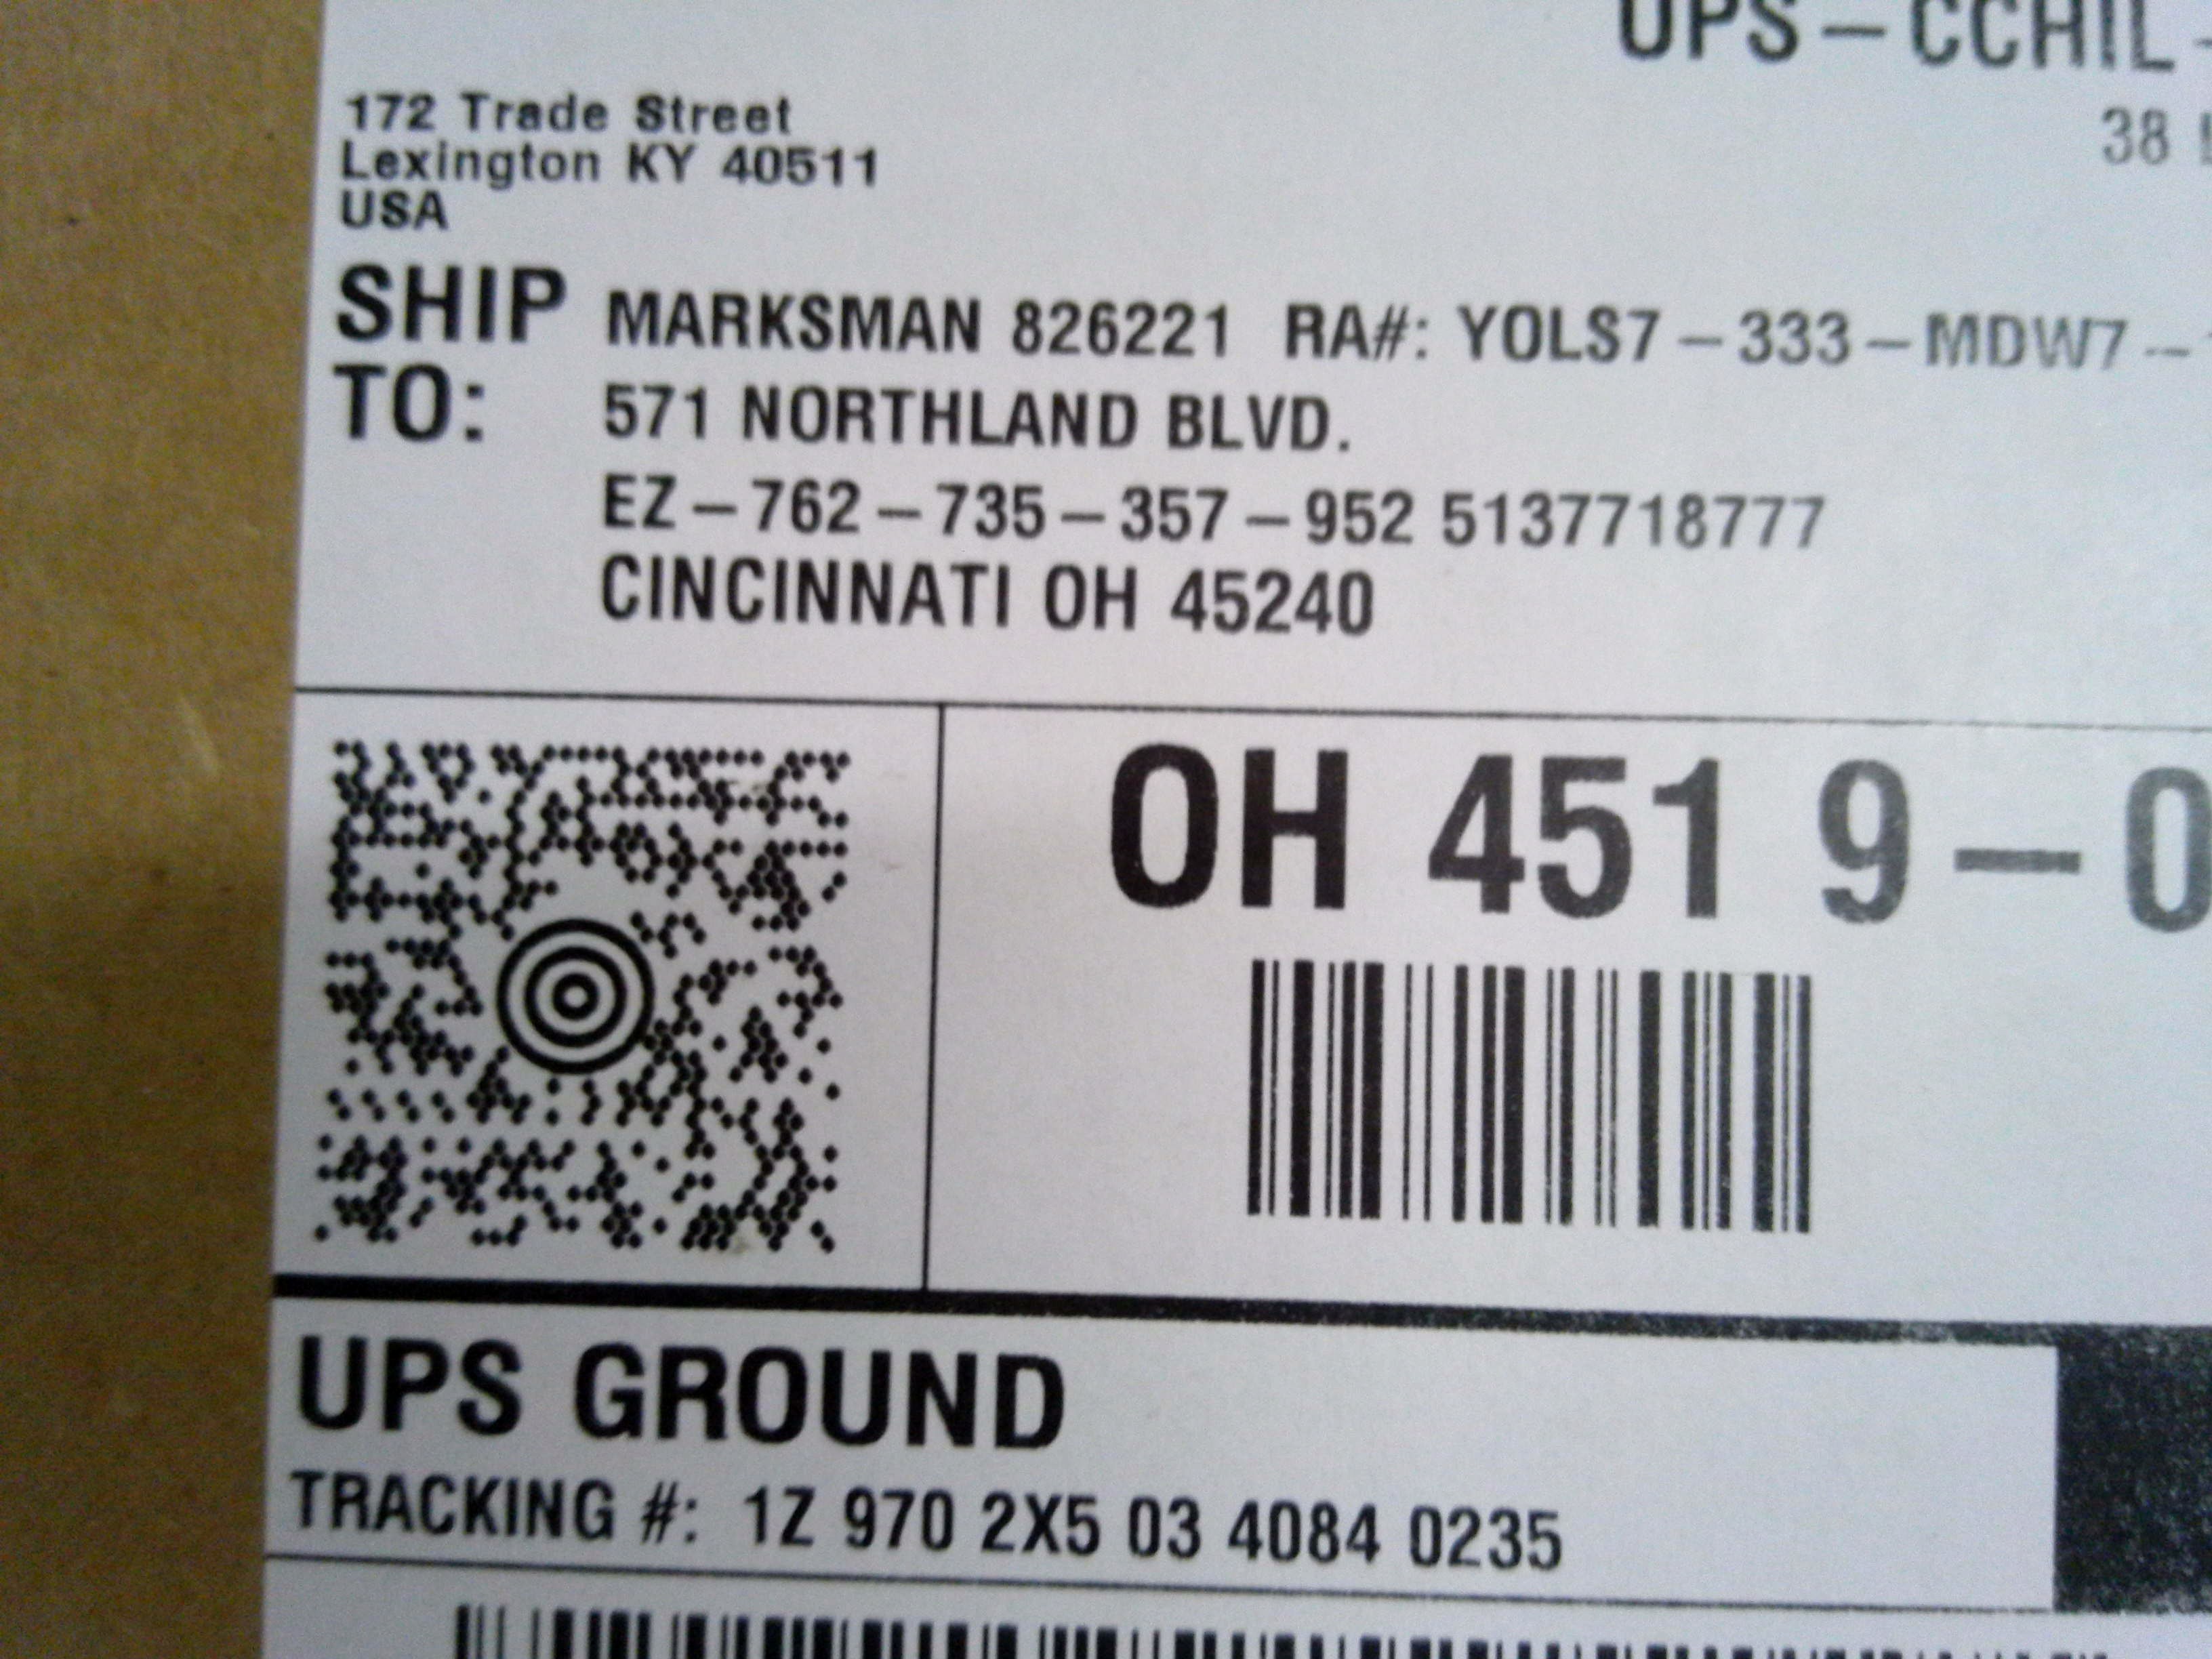 UPS-CCHIL-
172 Trade Street
38
Lexington KY 40511
USA
SHIP TO: MARKSMAN 826221 RA#: YOLS7-333-MDW7--
571 NORTHLAND BLVD.
EZ-762-735-357-952 5137718777
CINCINNATI OH 45240
OH 451 9-0
UPS GROUND
TRACKING #: 1Z 970 2X5 03 4084 0235